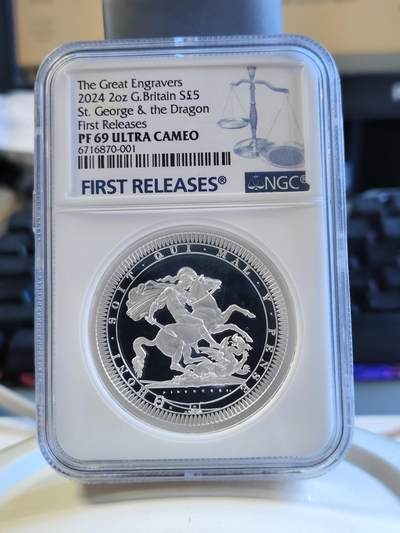 The Great Engravers
2024 2oz G.Britain S£5
St. George & the Dragon
First Releases
PF 69 ULTRA CAMEO
6716870-001
FIRST RELEASES®
NGC®
HONI·SOIT·QUI·MAL·Y·PENSE·
PISTRUCCI